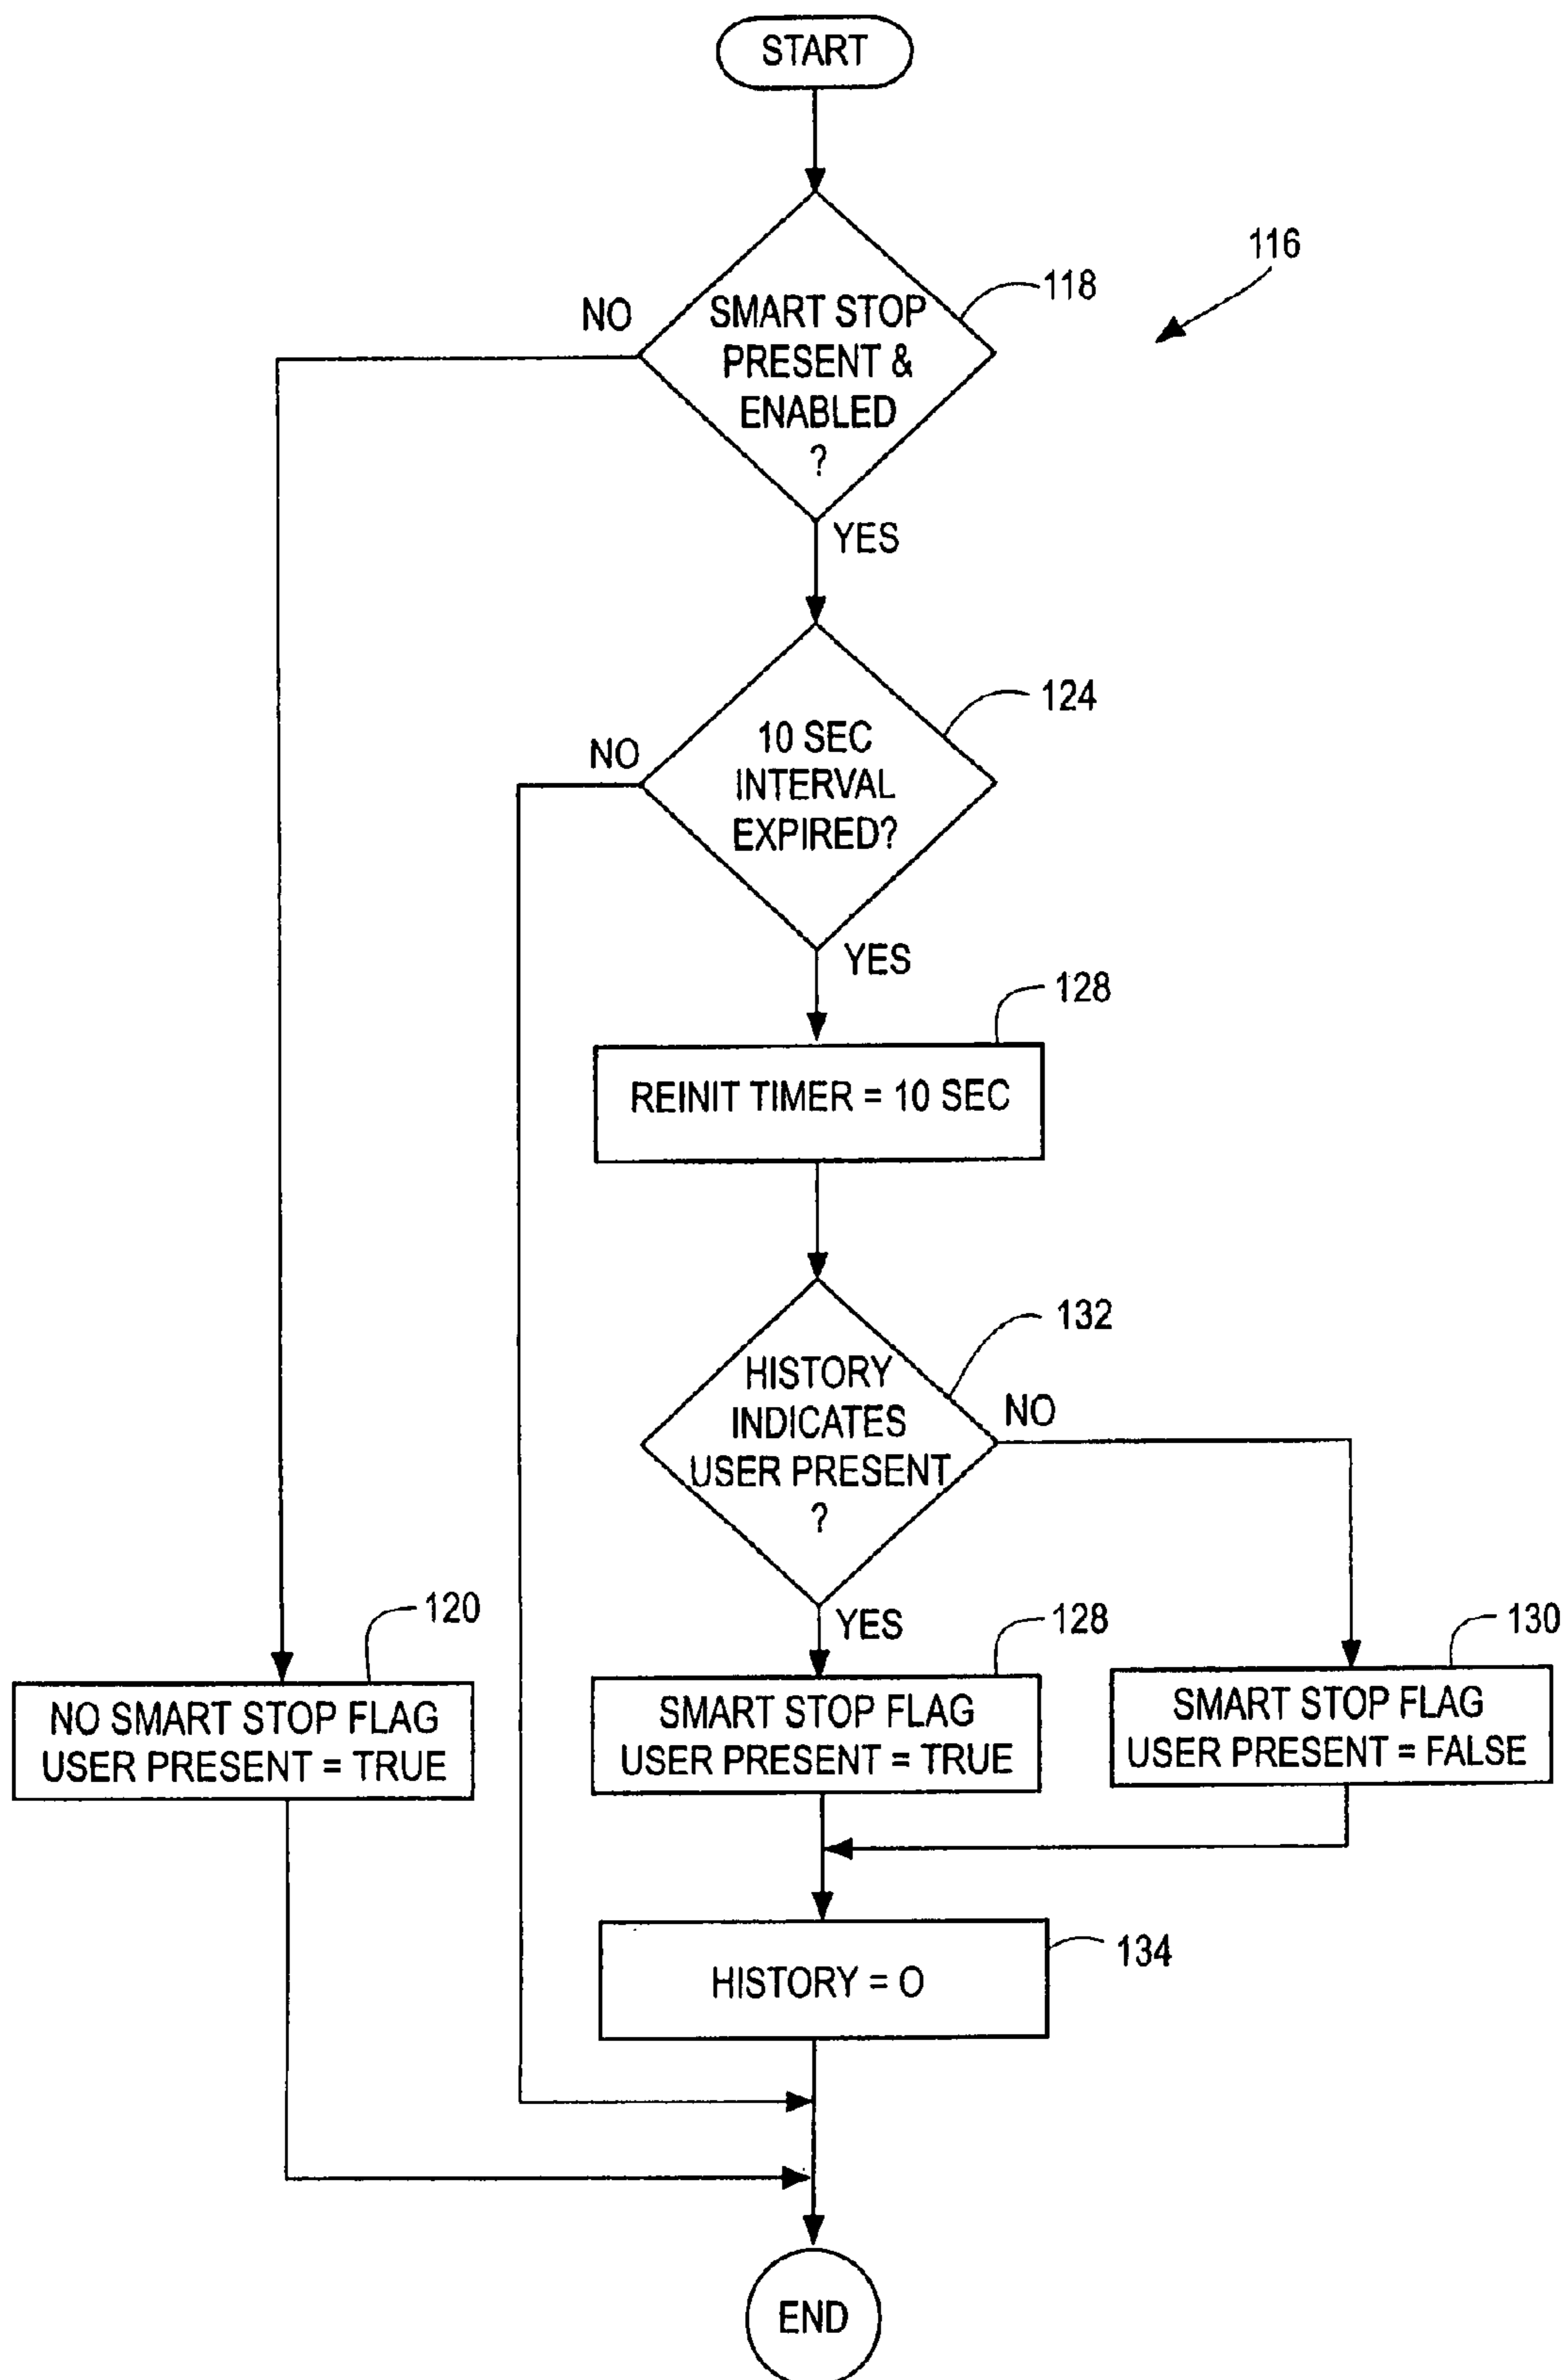 START
116
118
NO
SMART STOP
PRESENT &
ENABLED
?
YES
124
NO
10 SEC
INTERVAL
EXPIRED?
YES
128
REINIT TIMER = 10 SEC
132
HISTORY
INDICATES
USER PRESENT
?
NO
YES
120
NO SMART STOP FLAG
USER PRESENT = TRUE
128
SMART STOP FLAG
USER PRESENT = TRUE
130
SMART STOP FLAG
USER PRESENT = FALSE
134
HISTORY = O
END